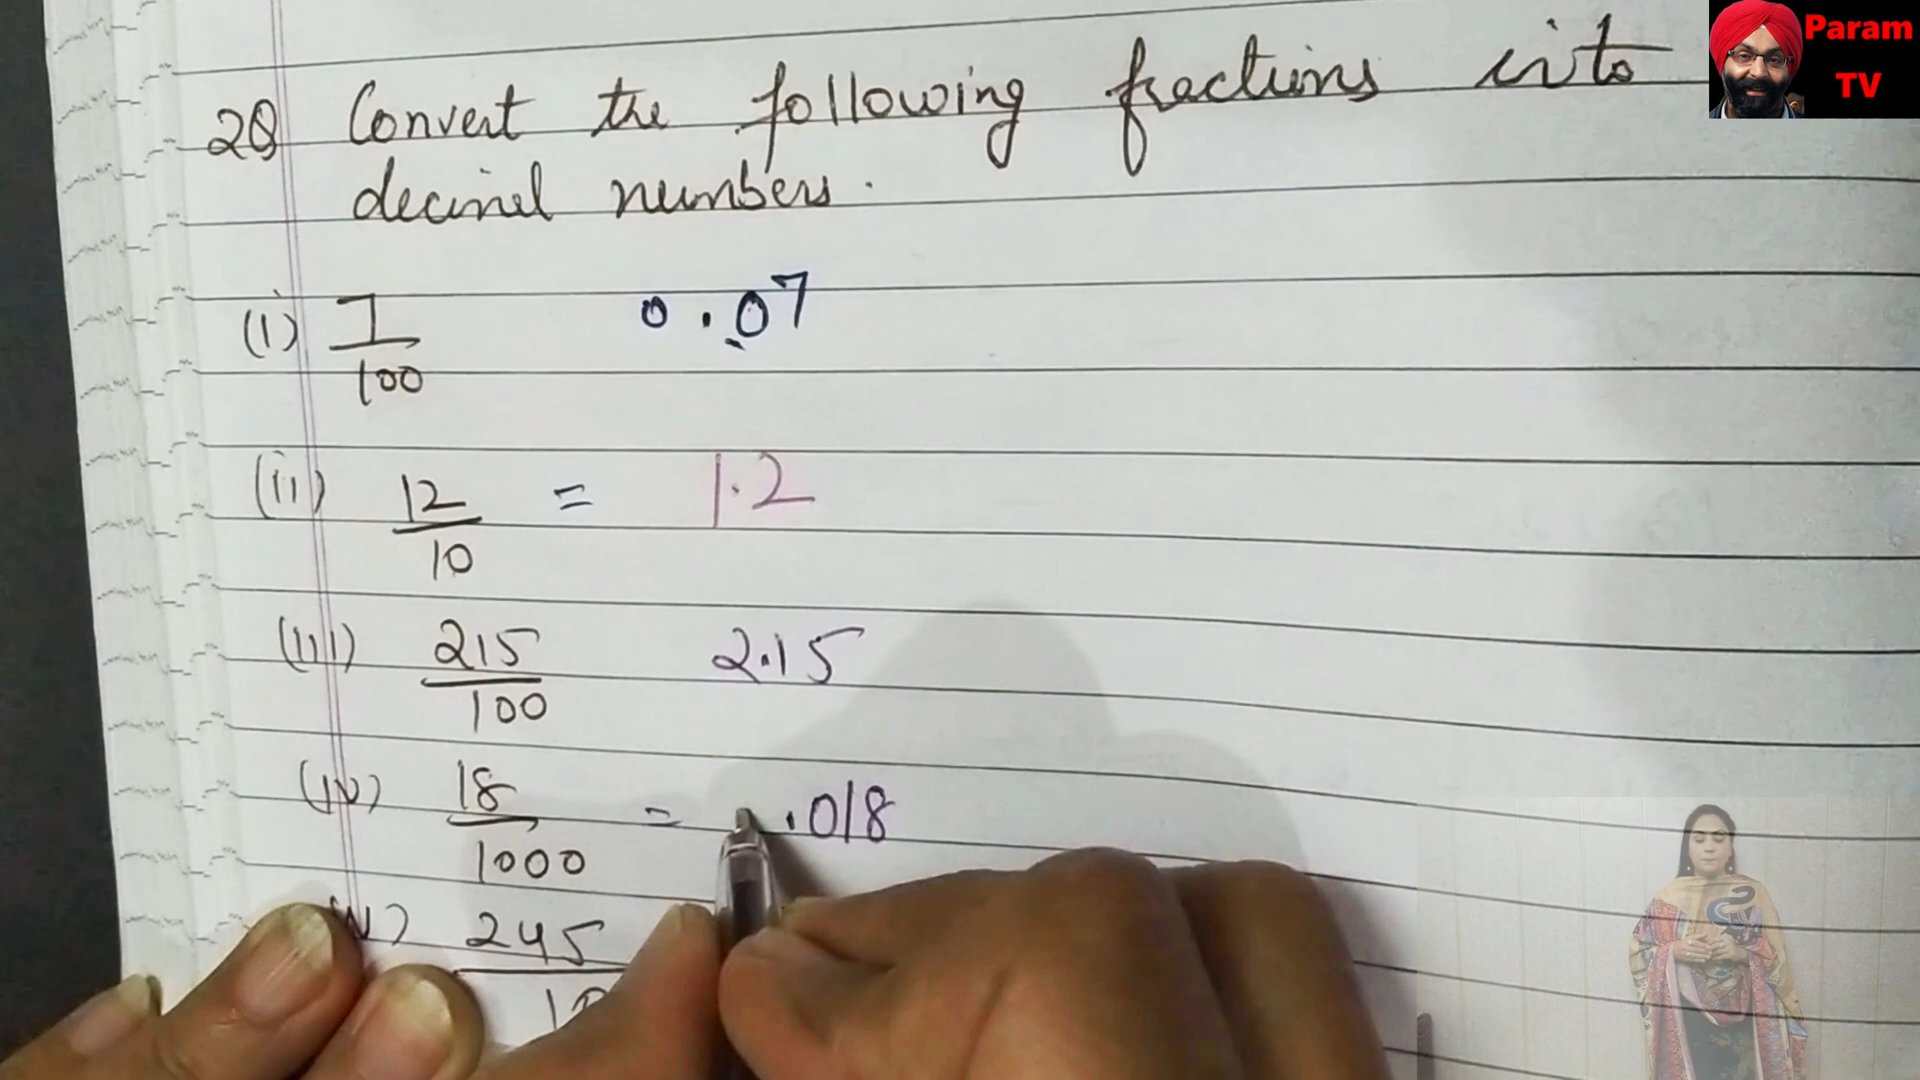 Param
TV
2Q Convert the following fractions into
decimel numbers.
(i) 7/100 0.07
(ii) 12/10 = 1.2
(iii) 215/100 2.15
(iv) 18/1000 = .018
(v) 245